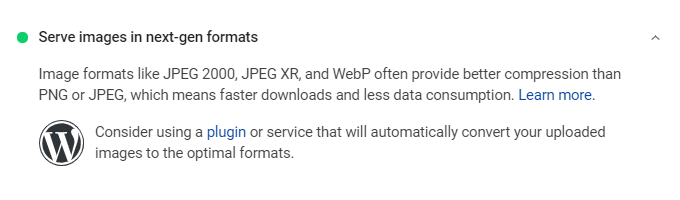 Serve images in next-gen formats
Image formats like JPEG 2000, JPEG XR, and WebP often provide better compression than
PNG or JPEG, which means faster downloads and less data consumption. Learn more.
Consider using a plugin or service that will automatically convert your uploaded
images to the optimal formats.